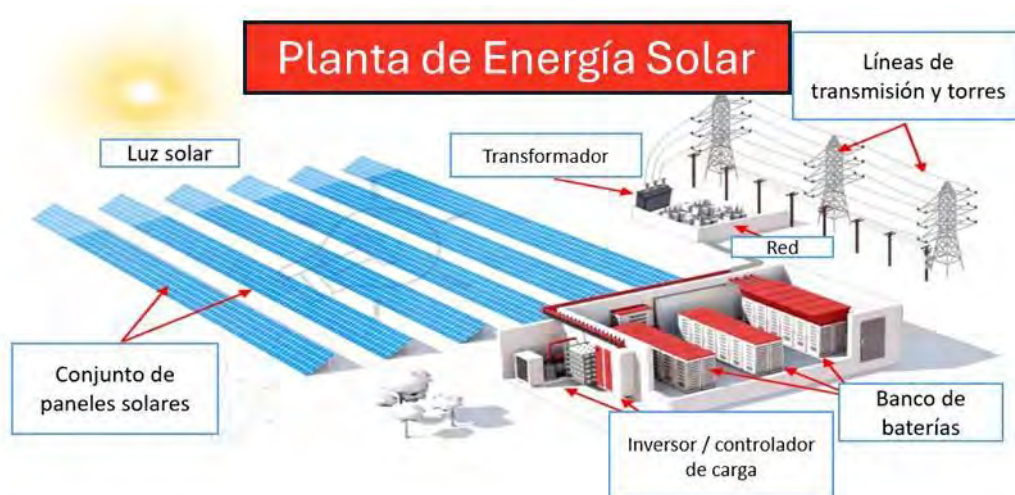 Planta de Energía Solar
Líneas de
transmisión y torres
Luz solar
Transformador
Red
Conjunto de
paneles solares
Banco de
baterías
Inversor / controlador
de carga